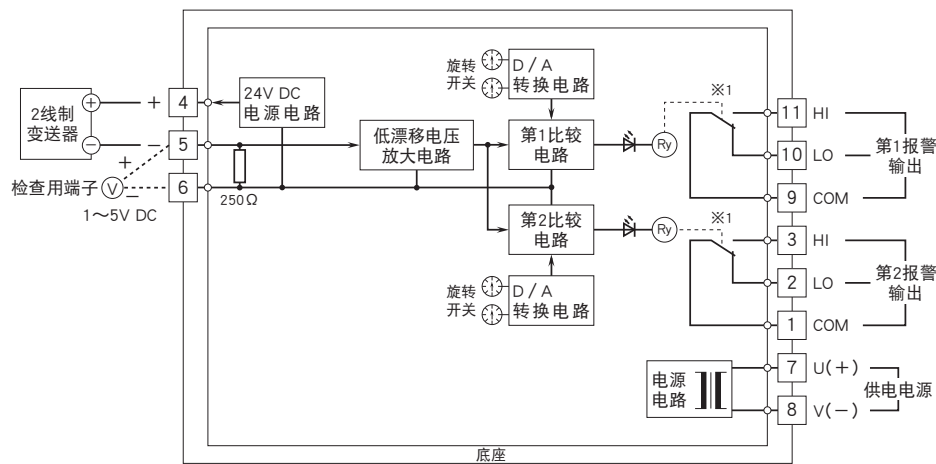 2线制
变送器
+
−
+
−
4
5
6
+
−
V
检查用端子
1～5V DC
24V DC
电源电路
250Ω
低漂移电压
放大电路
旋转
开关
D/A
转换电路
第1比较
电路
Ry
※1
11 HI
10 LO
9 COM
第1报警
输出
第2比较
电路
Ry
※1
3 HI
2 LO
1 COM
第2报警
输出
旋转
开关
D/A
转换电路
电源
电路
7 U(+)
8 V(−)
供电电源
底座